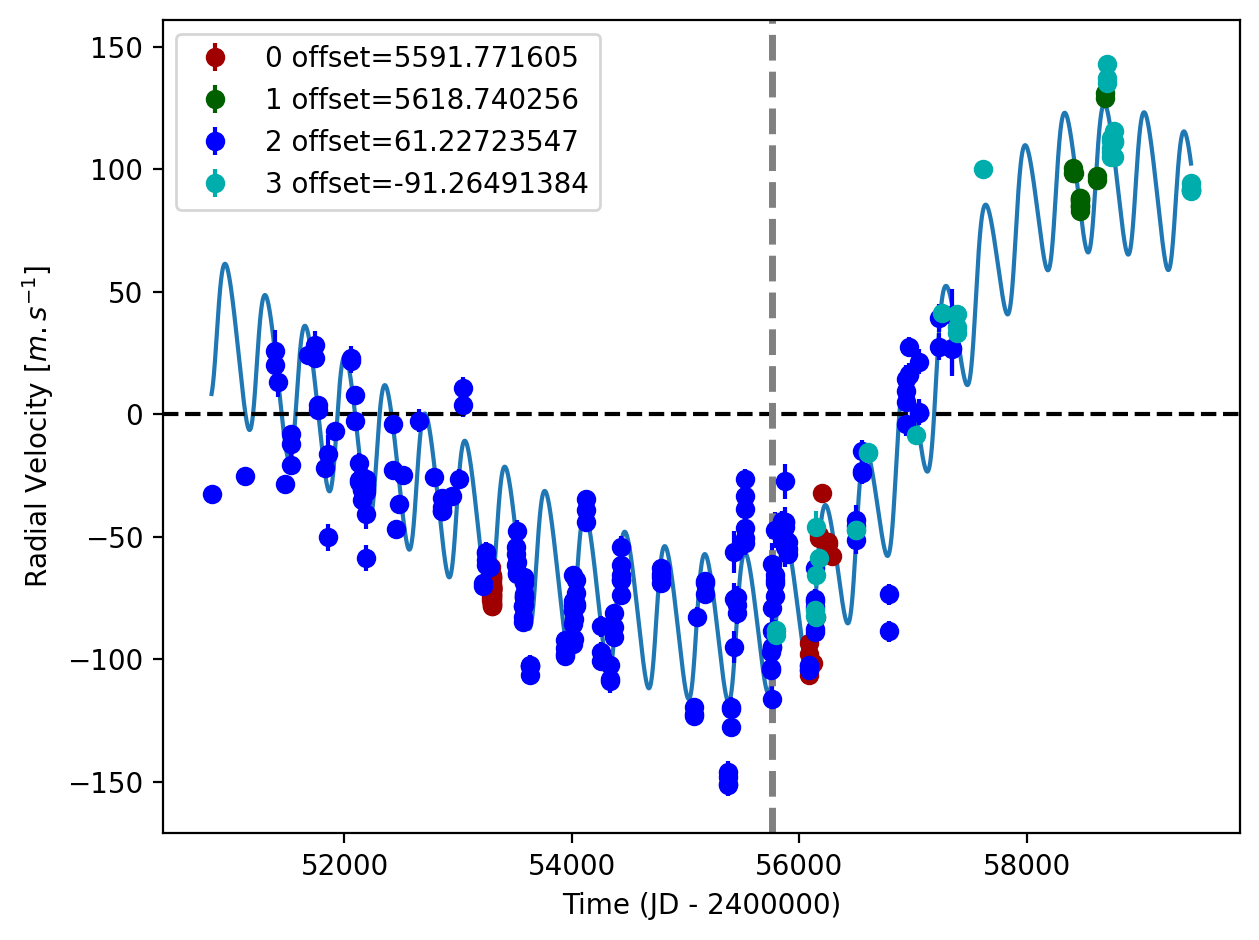 150
100
50
0
−50
−100
−150
Radial Velocity [m.s⁻¹]
0 offset=5591.771605
1 offset=5618.740256
2 offset=61.22723547
3 offset=-91.26491384
52000 54000 56000 58000
Time (JD - 2400000)